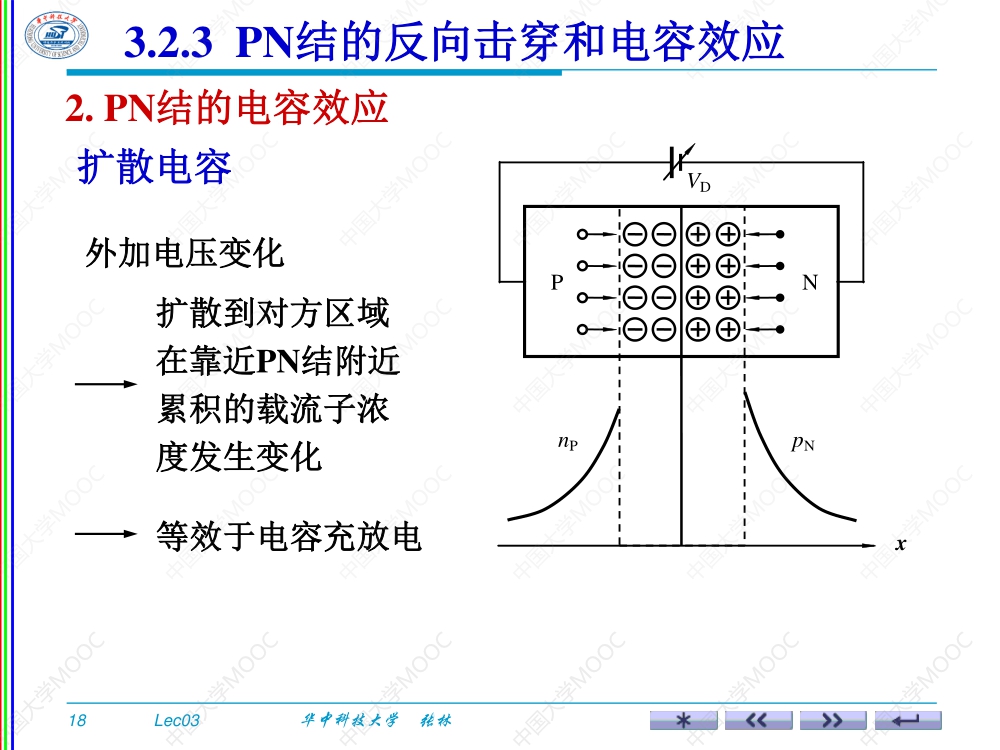 3.2.3 PN结的反向击穿和电容效应
2. PN结的电容效应
扩散电容
外加电压变化
扩散到对方区域
在靠近PN结附近
累积的载流子浓
度发生变化
等效于电容充放电
VD
P
N
nP
pN
x
18 Lec03 华中科技大学 张林
中国大学MOOC